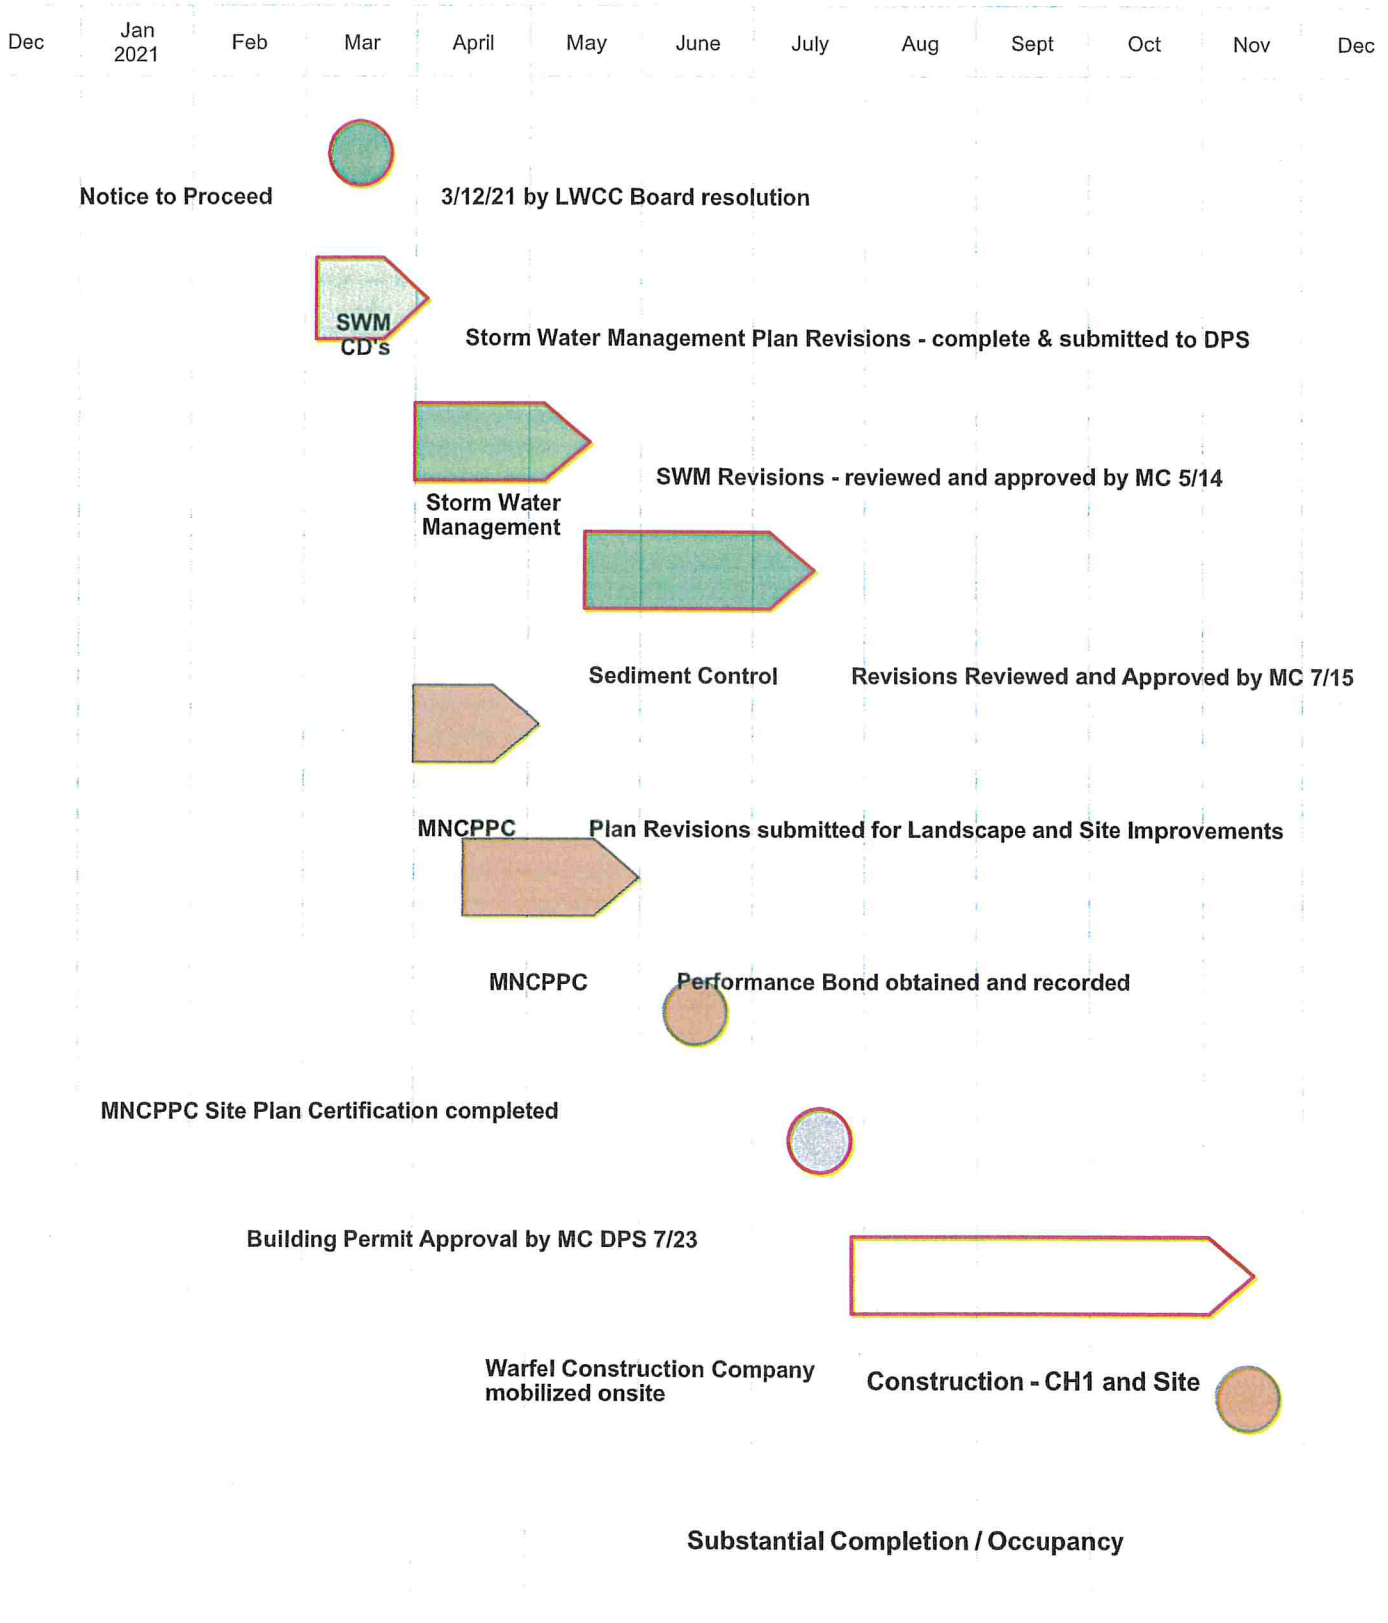 Dec Jan 2021 Feb Mar April May June July Aug Sept Oct Nov Dec
Notice to Proceed 3/12/21 by LWCC Board resolution
SWM
CD's
Storm Water Management Plan Revisions - complete & submitted to DPS
SWM Revisions - reviewed and approved by MC 5/14
Storm Water
Management
Sediment Control Revisions Reviewed and Approved by MC 7/15
MNCPPC Plan Revisions submitted for Landscape and Site Improvements
MNCPPC Performance Bond obtained and recorded
MNCPPC Site Plan Certification completed
Building Permit Approval by MC DPS 7/23
Warfel Construction Company
mobilized onsite
Construction - CH1 and Site
Substantial Completion / Occupancy